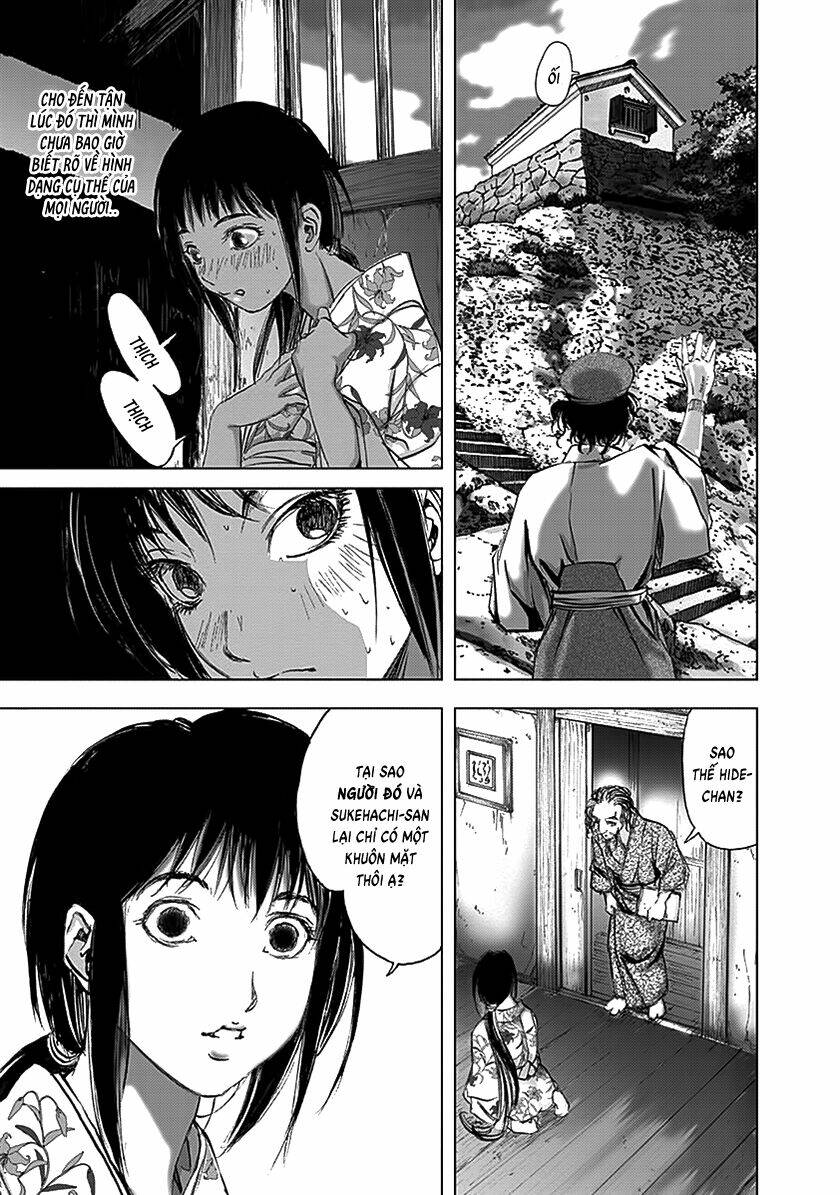 ỐI
CHO ĐẾN TẬN
LÚC ĐÓ THÌ MÌNH
CHƯA BAO GIỜ
BIẾT RÕ VỀ HÌNH
DẠNG CỤ THỂ CỦA
MỌI NGƯỜI..
THỊCH
THỊCH
SAO
THẾ HIDE-
CHAN?
TẠI SAO
NGƯỜI ĐÓ VÀ
SUKEHACHI-SAN
LẠI CHỈ CÓ MỘT
KHUÔN MẶT
THÔI Ạ?